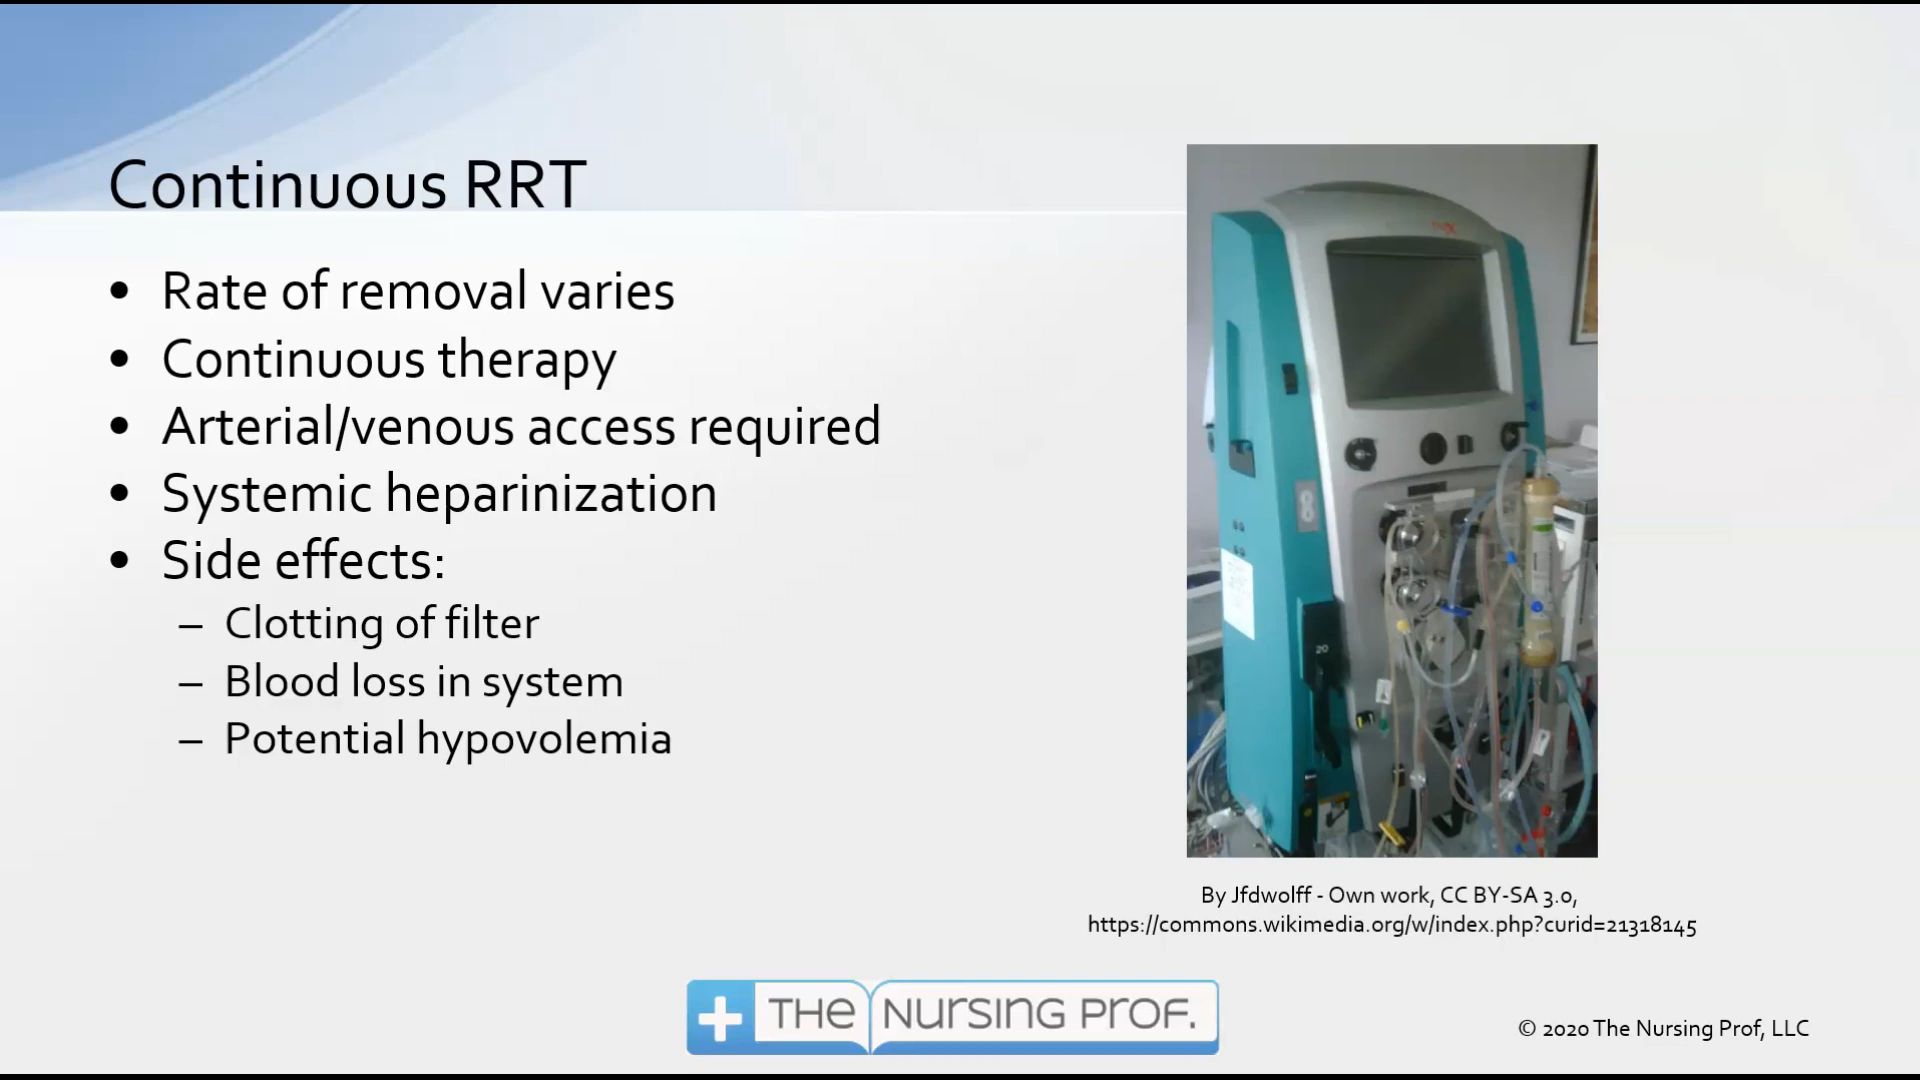 Continuous RRT
• Rate of removal varies
• Continuous therapy
• Arterial/venous access required
• Systemic heparinization
• Side effects:
– Clotting of filter
– Blood loss in system
– Potential hypovolemia
20
By Jfdwolff - Own work, CC BY-SA 3.0,
https://commons.wikimedia.org/w/index.php?curid=21318145
THE NURSING PROF.
© 2020 The Nursing Prof, LLC